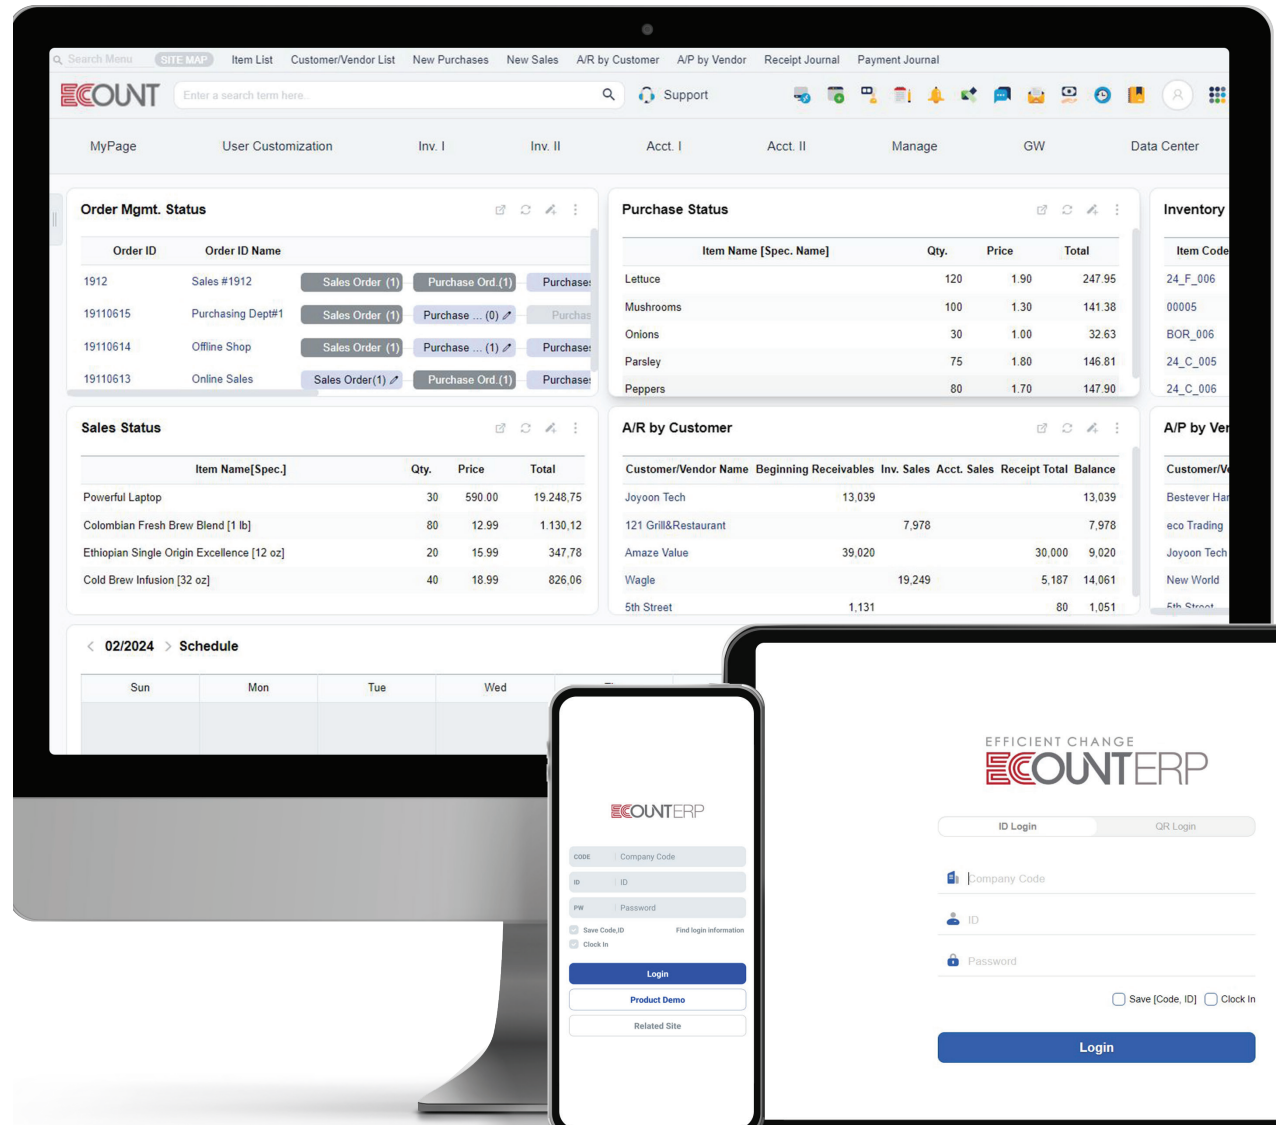 Search Menu SITE MAP Item List Customer/Vendor List New Purchases New Sales A/R by Customer A/P by Vendor Receipt Journal Payment Journal
ECOUNT Enter a search term here. Support
MyPage User Customization Inv. I Inv. II Acct. I Acct. II Manage GW Data Center
Order Mgmt. Status
Order ID Order ID Name
1912 Sales #1912 Sales Order (1) Purchase Ord.(1) Purchases
19110615 Purchasing Dept#1 Sales Order (1) Purchase ... (0) Purchas
19110614 Offline Shop Sales Order (1) Purchase ... (1) Purchases
19110613 Online Sales Sales Order(1) Purchase Ord.(1) Purchases
Purchase Status
Item Name [Spec. Name] Qty. Price Total
Lettuce 120 1.90 247.95
Mushrooms 100 1.30 141.38
Onions 30 1.00 32.63
Parsley 75 1.80 146.81
Peppers 80 1.70 147.90
Inventory
Item Code
24_F_006
00005
BOR_006
24_C_005
24_C_006
Sales Status
Item Name[Spec.] Qty. Price Total
Powerful Laptop 30 590.00 19.248,75
Colombian Fresh Brew Blend [1 lb] 80 12.99 1.130,12
Ethiopian Single Origin Excellence [12 oz] 20 15.99 347,78
Cold Brew Infusion [32 oz] 40 18.99 826,06
A/R by Customer
Customer/Vendor Name Beginning Receivables Inv. Sales Acct. Sales Receipt Total Balance
Joyoon Tech 13,039 13,039
121 Grill&Restaurant 7,978 7,978
Amaze Value 39,020 30,000 9,020
Wagle 19,249 5,187 14,061
5th Street 1,131 80 1,051
A/P by Ver
Customer/Ve
Bestever Har
eco Trading
Joyoon Tech
New World
5th Street
02/2024 Schedule
Sun Mon Tue Wed
ECOUNTERP
CODE Company Code
ID ID
PW Password
Save Code,ID Find login information
Clock In
Login
Product Demo
Related Site
EFFICIENT CHANGE
ECOUNTERP
ID Login QR Login
Company Code
ID
Password
Save [Code, ID] Clock In
Login